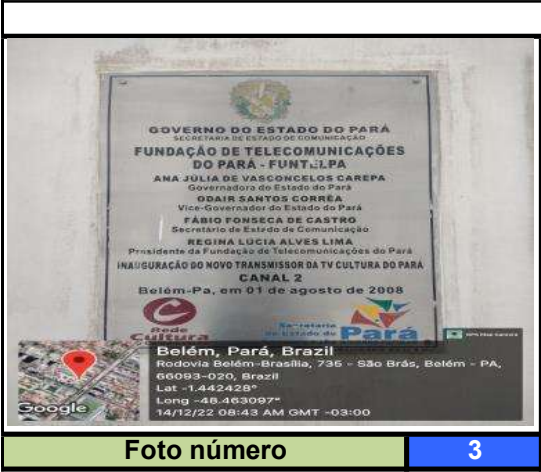 GOVERNO DO ESTADO DO PARÁ
SECRETARIA DE ESTADO DE COMUNICAÇÃO
FUNDAÇÃO DE TELECOMUNICAÇÕES
DO PARÁ - FUNTELPA
ANA JÚLIA DE VASCONCELOS CAREPA
Governadora do Estado do Pará
ODAIR SANTOS CORRÊA
Vice-Governador do Estado do Pará
FÁBIO FONSECA DE CASTRO
Secretário de Estado de Comunicação
REGINA LÚCIA ALVES LIMA
Presidente da Fundação de Telecomunicações do Pará
INAUGURAÇÃO DO NOVO TRANSMISSOR DA TV CULTURA DO PARÁ
CANAL 2
Belém-Pa, em 01 de agosto de 2008
Rede
Cultura
Secretaria
de Estado de
Pará
GPS Map Camera
Belém, Pará, Brazil
Rodovia Belém-Brasília, 735 - São Brás, Belém - PA,
66093-020, Brazil
Lat -1.442428°
Long -48.463097°
14/12/22 08:43 AM GMT -03:00
Google
Foto número 3